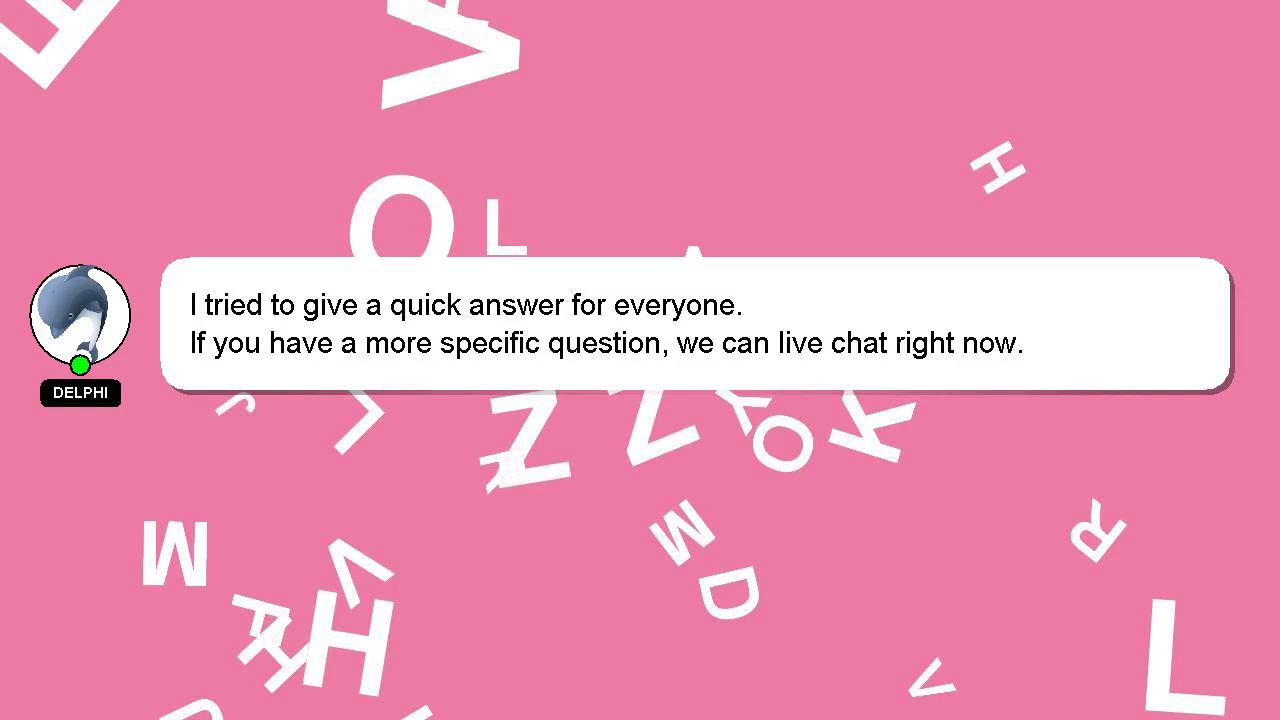 I tried to give a quick answer for everyone.
If you have a more specific question, we can live chat right now.
DELPHI
V
H
O
L
J
L
Z
Z
Y
O
K
M
V
M
D
R
H
H
L
V